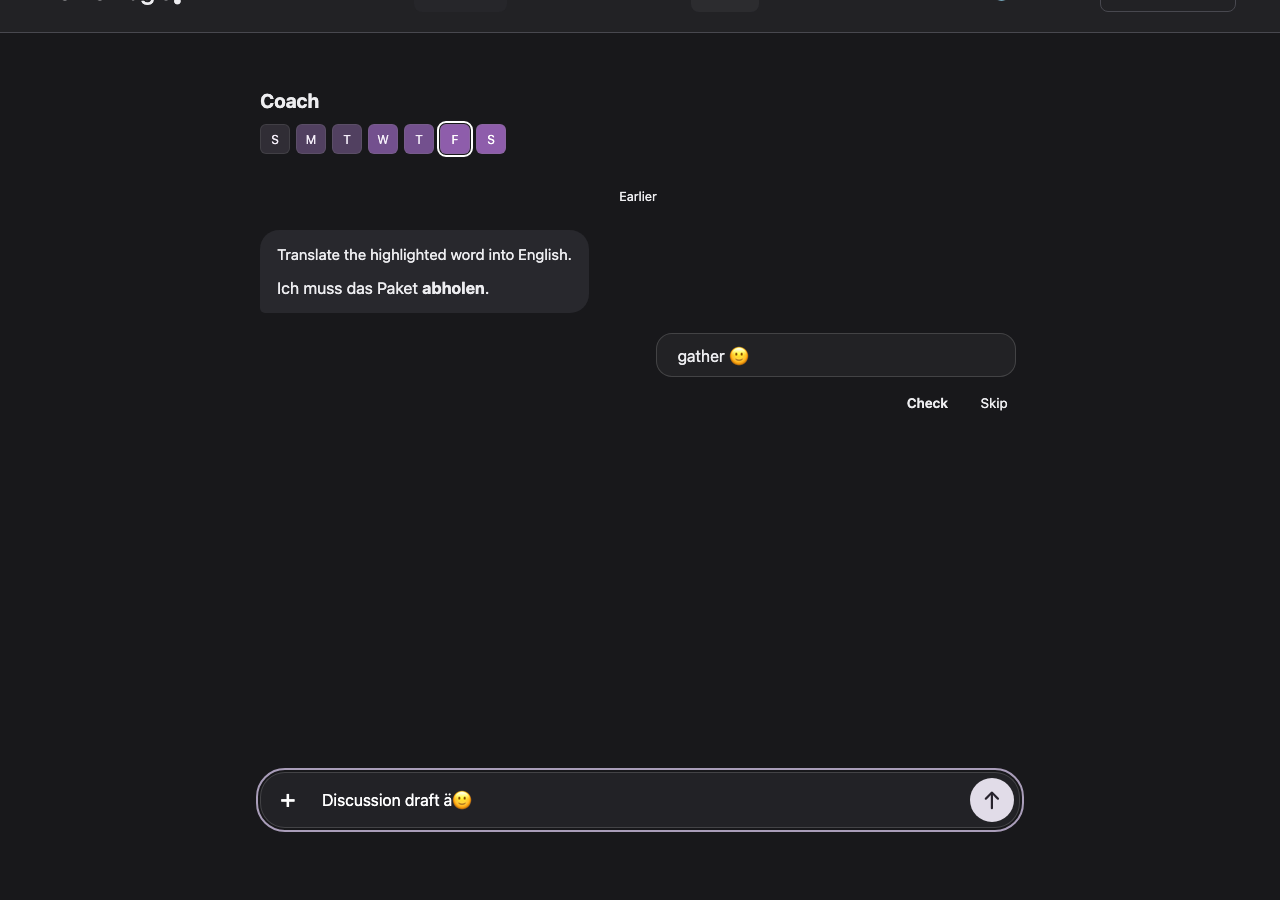 Coach
S M T W T F S
Earlier
Translate the highlighted word into English.
Ich muss das Paket abholen.
gather 🙂
Check Skip
Discussion draft ä🙂